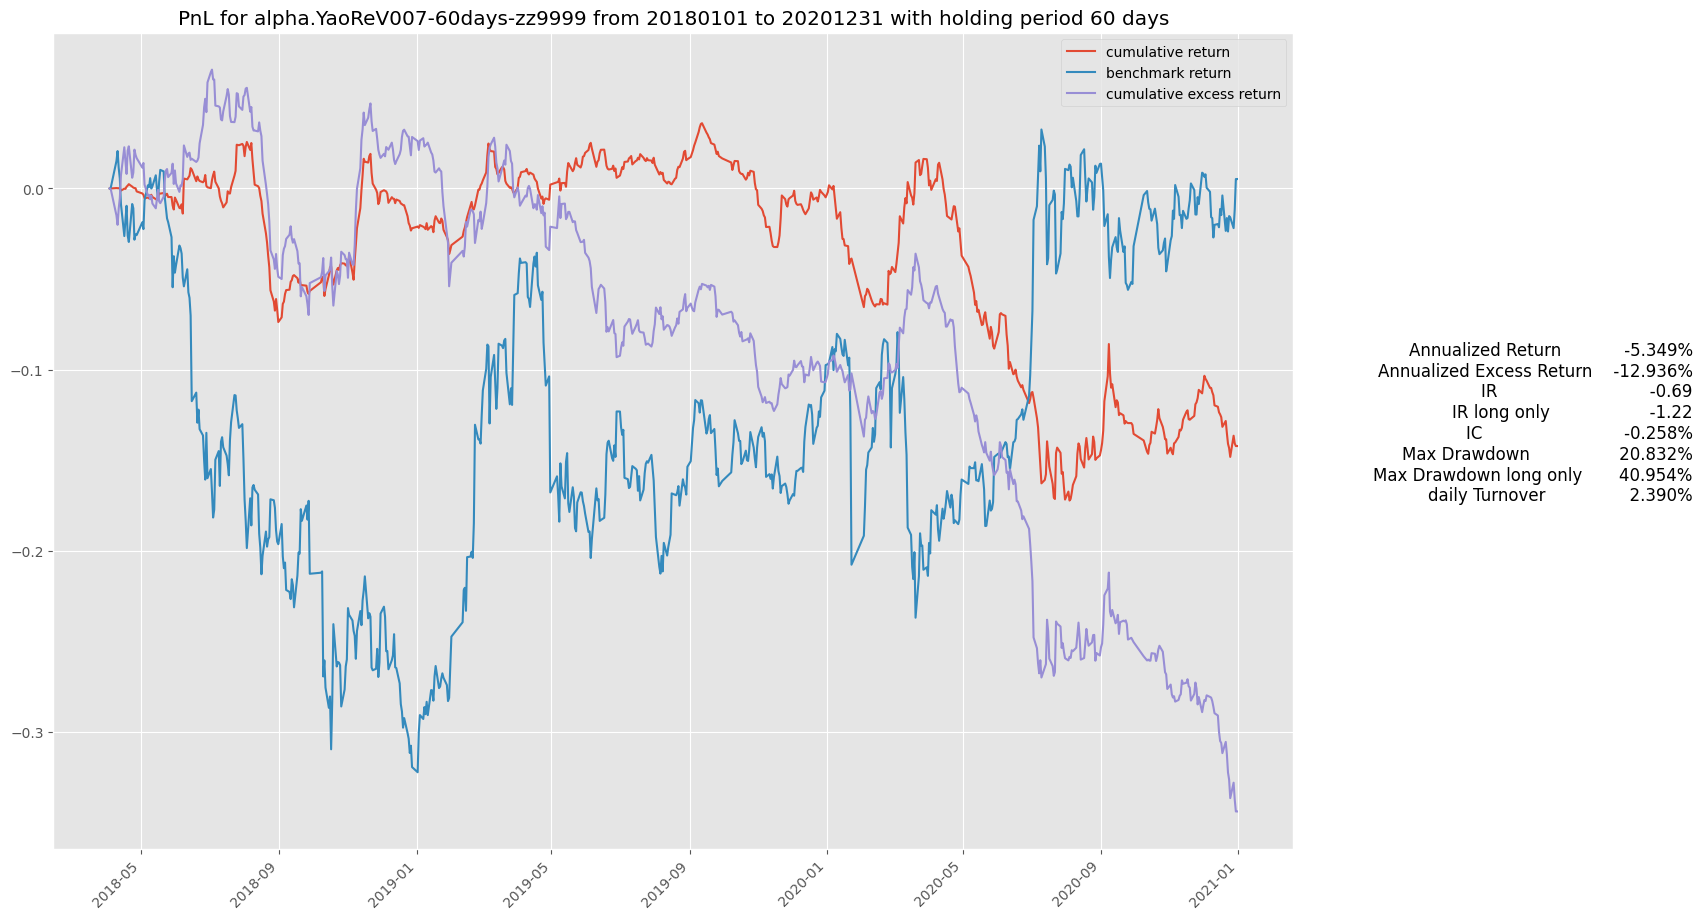 PnL for alpha.YaoReV007-60days-zz9999 from 20180101 to 20201231 with holding period 60 days
cumulative return
benchmark return
cumulative excess return
0.0
−0.1
−0.2
−0.3
Annualized Return -5.349%
Annualized Excess Return -12.936%
IR -0.69
IR long only -1.22
IC -0.258%
Max Drawdown 20.832%
Max Drawdown long only 40.954%
daily Turnover 2.390%
2018-05
2018-09
2019-01
2019-05
2019-09
2020-01
2020-05
2020-09
2021-01